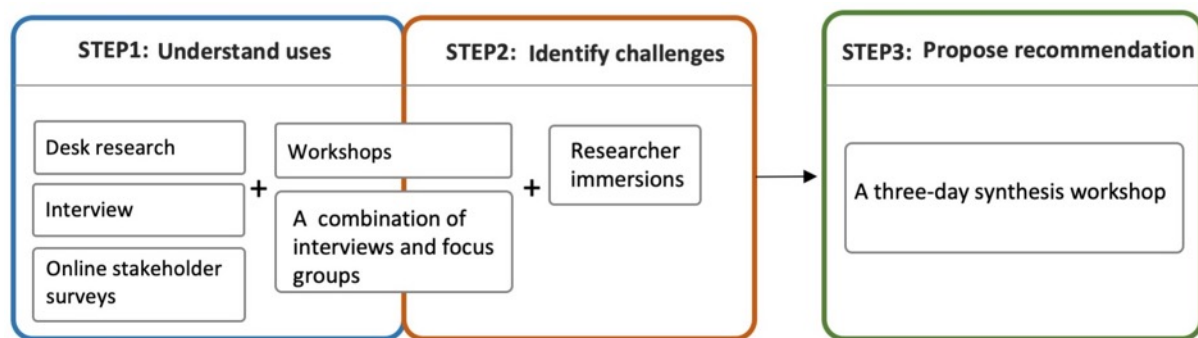 STEP1: Understand uses
Desk research
Interview
Online stakeholder
surveys
+
Workshops
A combination of
interviews and focus
groups
STEP2: Identify challenges
+
Researcher
immersions
STEP3: Propose recommendation
A three-day synthesis workshop